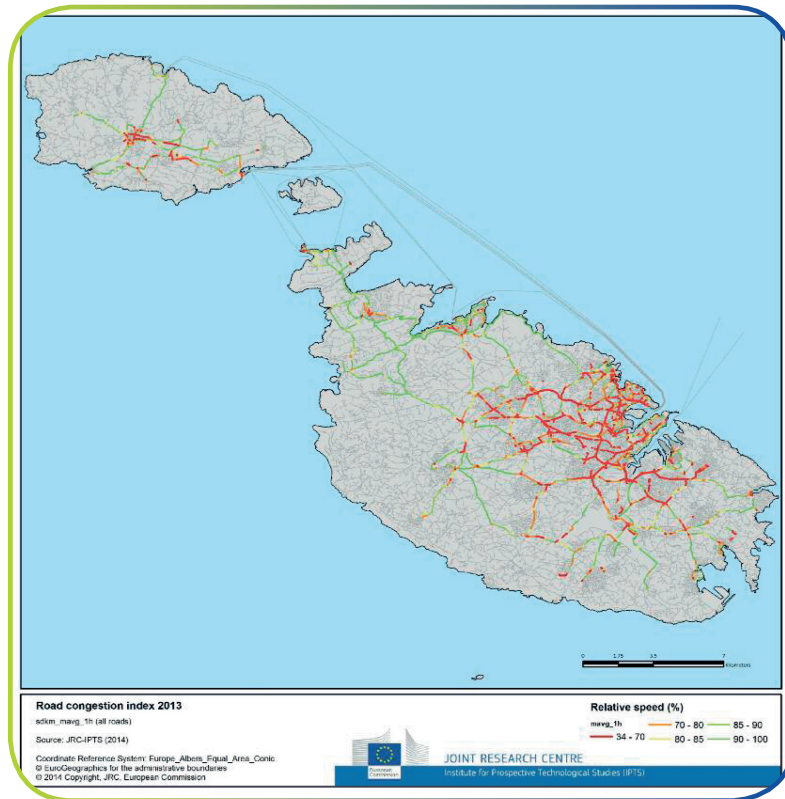 0 1.75 3.5 7
Kilometers
Road congestion index 2013
sdkm_mavg_1h (all roads)
Source: JRC-IPTS (2014)
Coordinate Reference System: Europe_Albers_Equal_Area_Conic
© EuroGeographics for the administrative boundaries
© 2014 Copyright, JRC, European Commission
European
Commission
JOINT RESEARCH CENTRE
Institute for Prospective Technological Studies (IPTS)
Relative speed (%)
mavg_1h
34 - 70
70 - 80
80 - 85
85 - 90
90 - 100